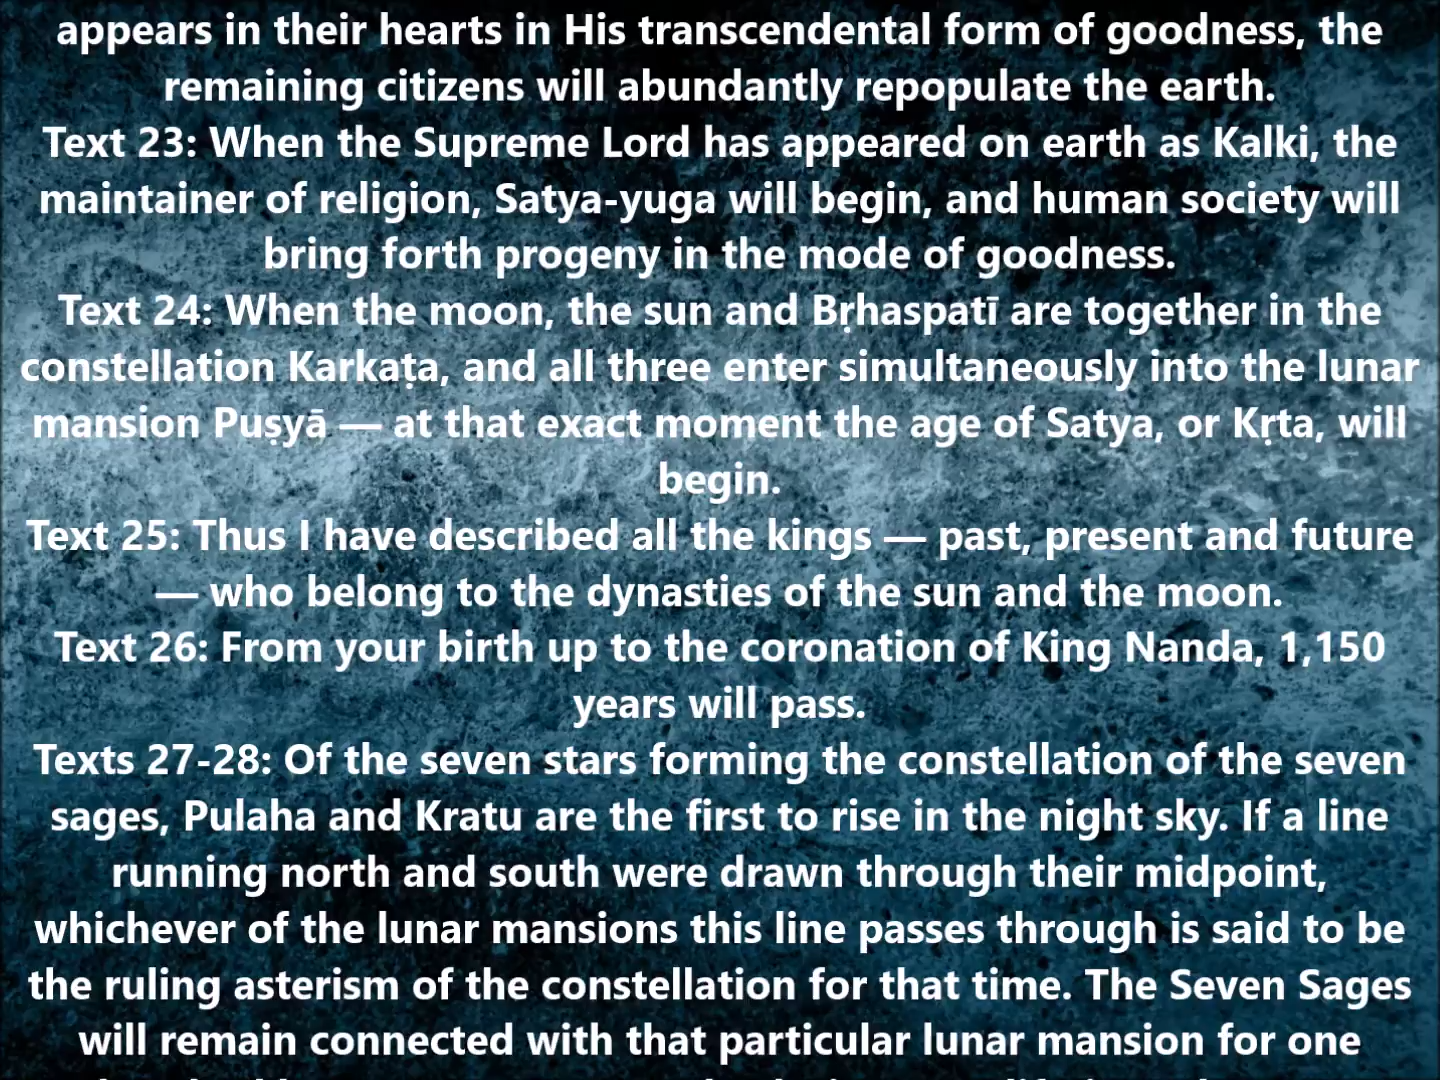 appears in their hearts in His transcendental form of goodness, the
remaining citizens will abundantly repopulate the earth.
Text 23: When the Supreme Lord has appeared on earth as Kalki, the
maintainer of religion, Satya-yuga will begin, and human society will
bring forth progeny in the mode of goodness.
Text 24: When the moon, the sun and Bṛhaspatī are together in the
constellation Karkaṭa, and all three enter simultaneously into the lunar
mansion Puṣyā — at that exact moment the age of Satya, or Kṛta, will
begin.
Text 25: Thus I have described all the kings — past, present and future
— who belong to the dynasties of the sun and the moon.
Text 26: From your birth up to the coronation of King Nanda, 1,150
years will pass.
Texts 27-28: Of the seven stars forming the constellation of the seven
sages, Pulaha and Kratu are the first to rise in the night sky. If a line
running north and south were drawn through their midpoint,
whichever of the lunar mansions this line passes through is said to be
the ruling asterism of the constellation for that time. The Seven Sages
will remain connected with that particular lunar mansion for one